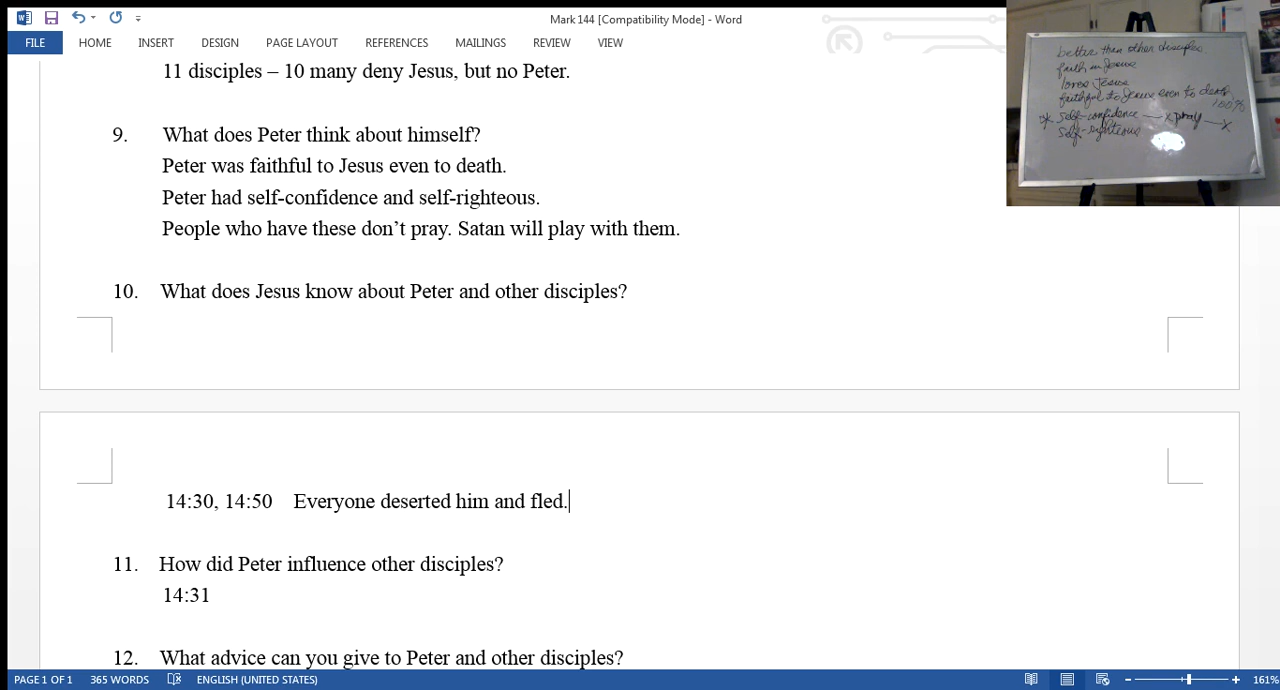 Mark 144 [Compatibility Mode] - Word
FILE HOME INSERT DESIGN PAGE LAYOUT REFERENCES MAILINGS REVIEW VIEW
11 disciples – 10 many deny Jesus, but no Peter.
9. What does Peter think about himself?
Peter was faithful to Jesus even to death.
Peter had self-confidence and self-righteous.
People who have these don’t pray. Satan will play with them.
10. What does Jesus know about Peter and other disciples?
14:30, 14:50 Everyone deserted him and fled.
11. How did Peter influence other disciples?
14:31
12. What advice can you give to Peter and other disciples?
better than other disciples.
faith in Jesus
loves Jesus
faithful to Jesus even to death
100%
self-confidence — x pray — x
self-righteous
PAGE 1 OF 1 365 WORDS ENGLISH (UNITED STATES) 161%